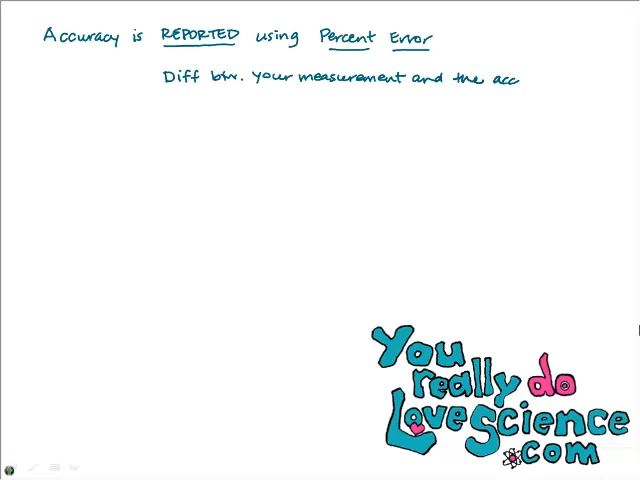 Accuracy is REPORTED using Percent Error
Diff btw. your measurement and the acc
You
really do
Love Science
.com